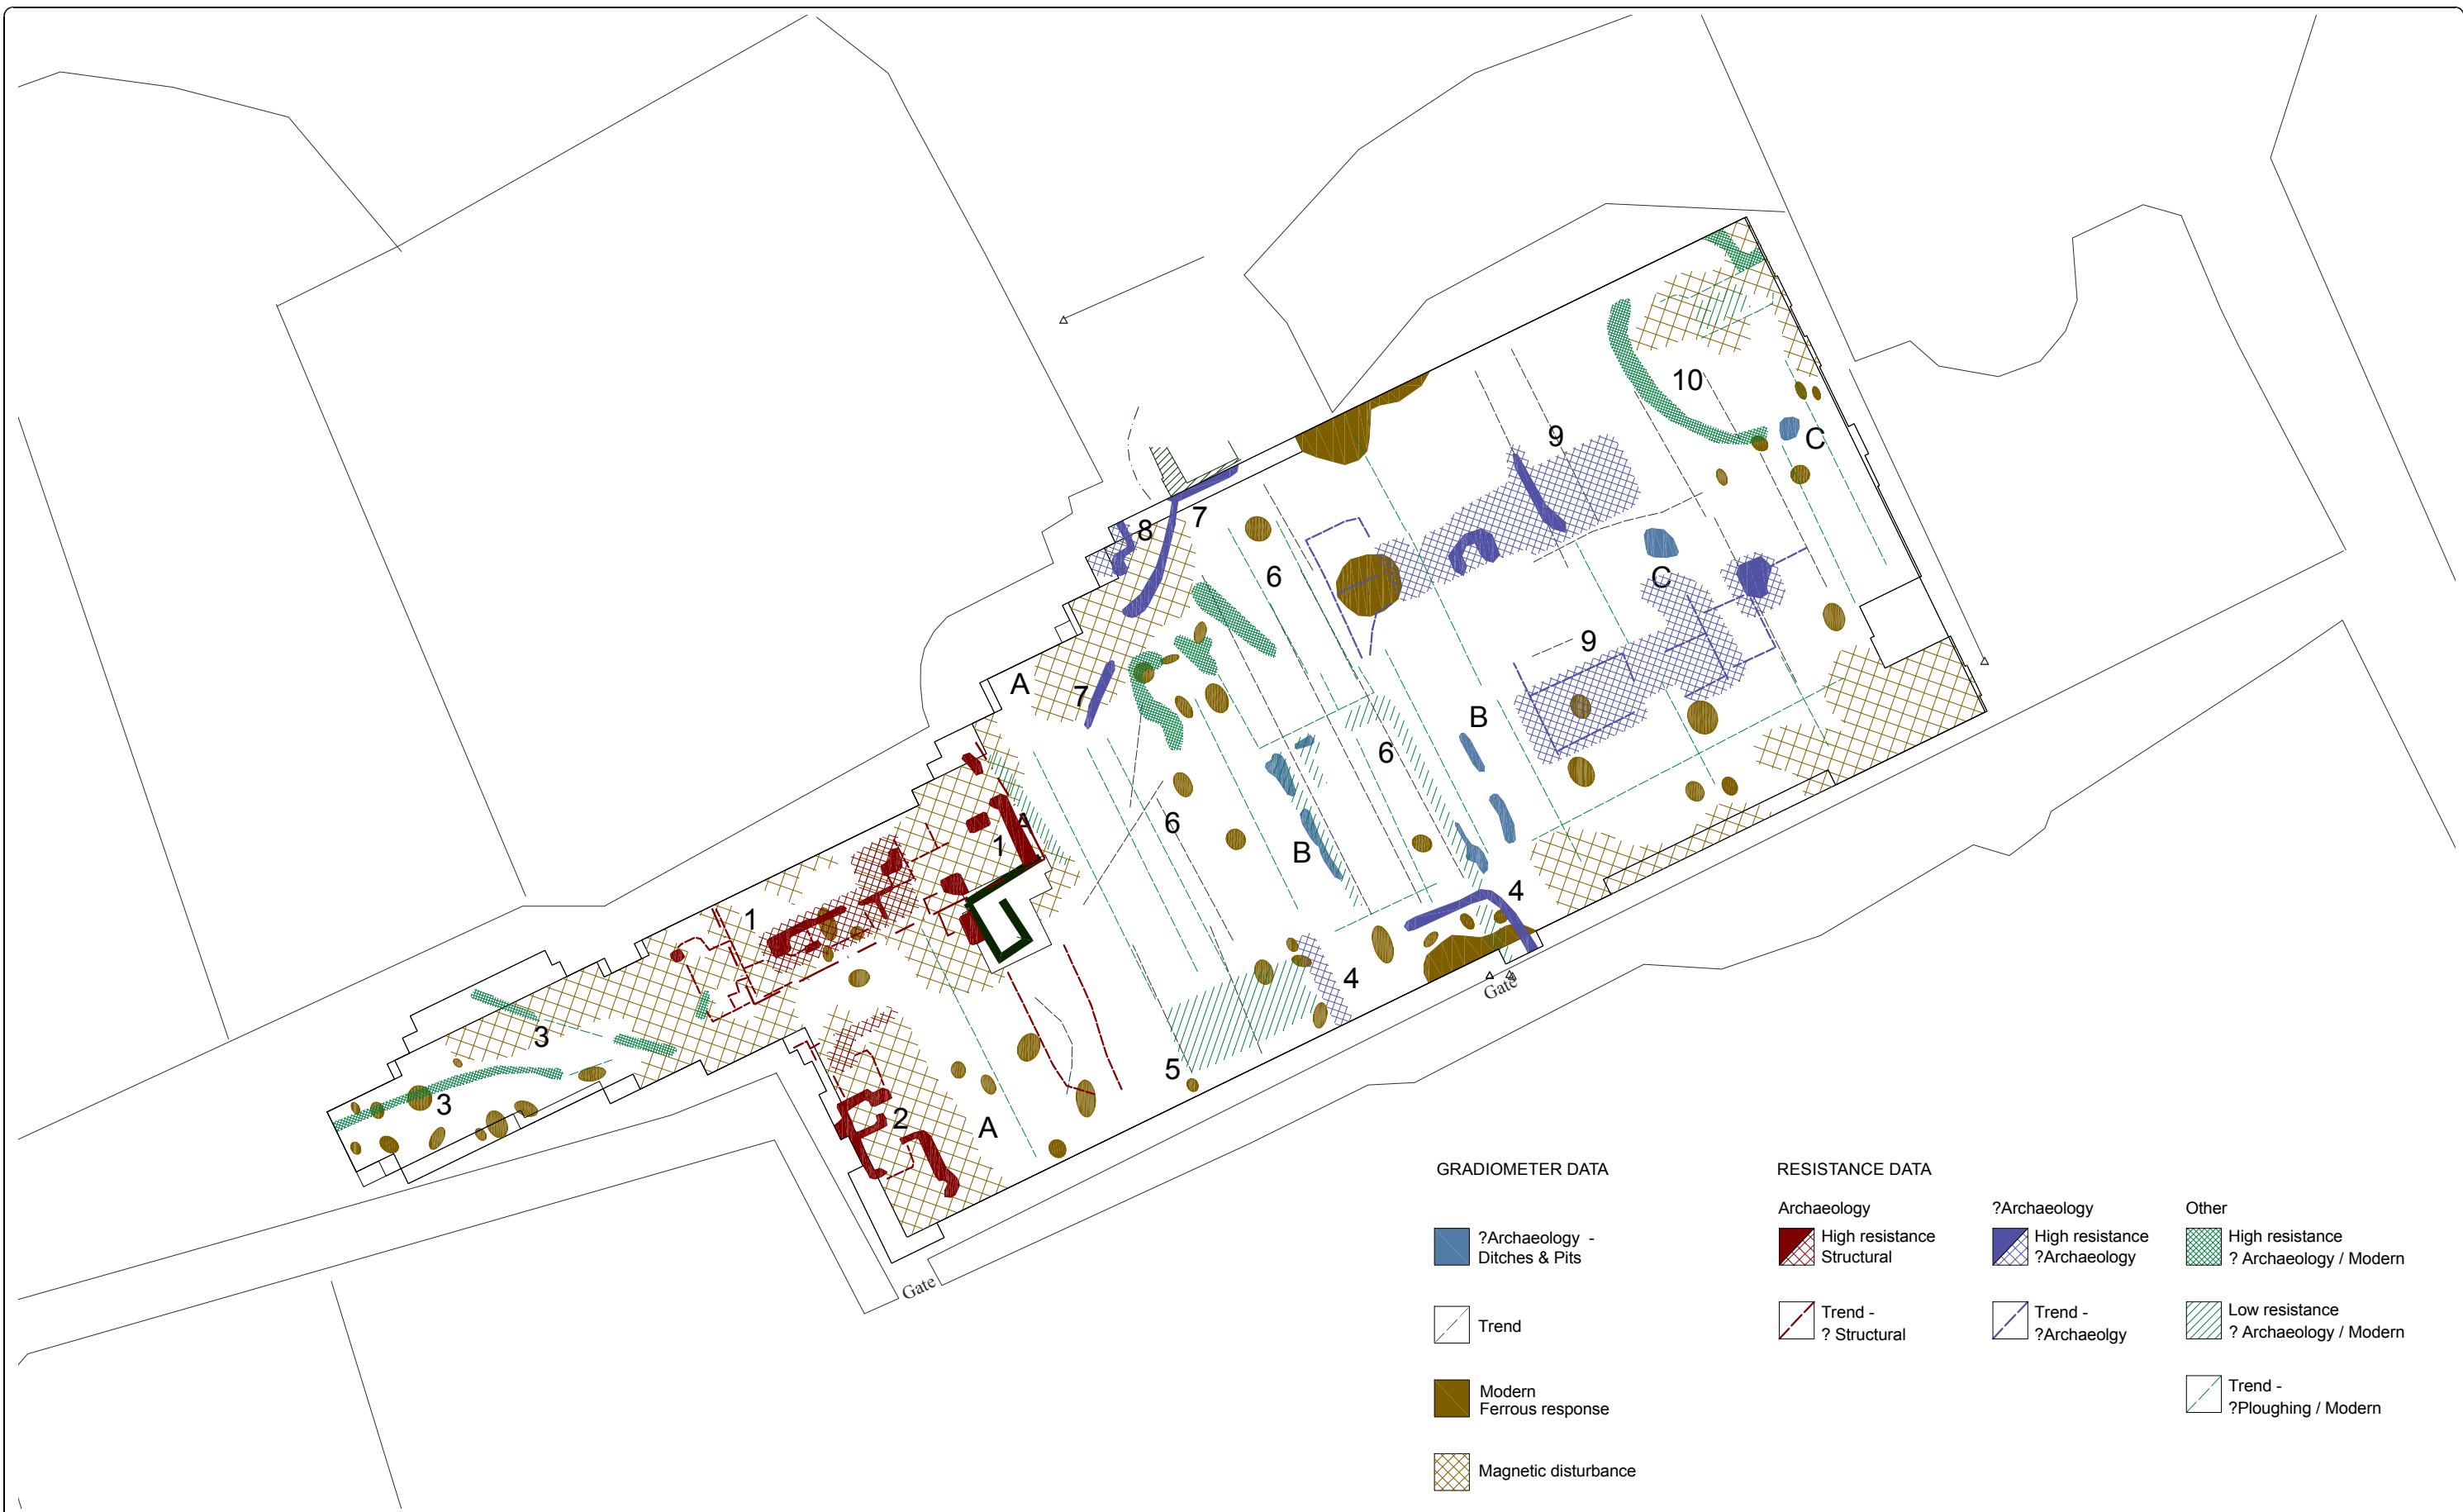 10
9
C
8
7
6
C
9
A
7
B
6
A
6
1
B
4
1
4
Gate
3
5
3
2
A
Gate
GRADIOMETER DATA
?Archaeology -
Ditches & Pits
Trend
Modern
Ferrous response
Magnetic disturbance
RESISTANCE DATA
Archaeology
High resistance
Structural
Trend -
? Structural
?Archaeology
High resistance
?Archaeology
Trend -
?Archaeolgy
Other
High resistance
? Archaeology / Modern
Low resistance
? Archaeology / Modern
Trend -
?Ploughing / Modern